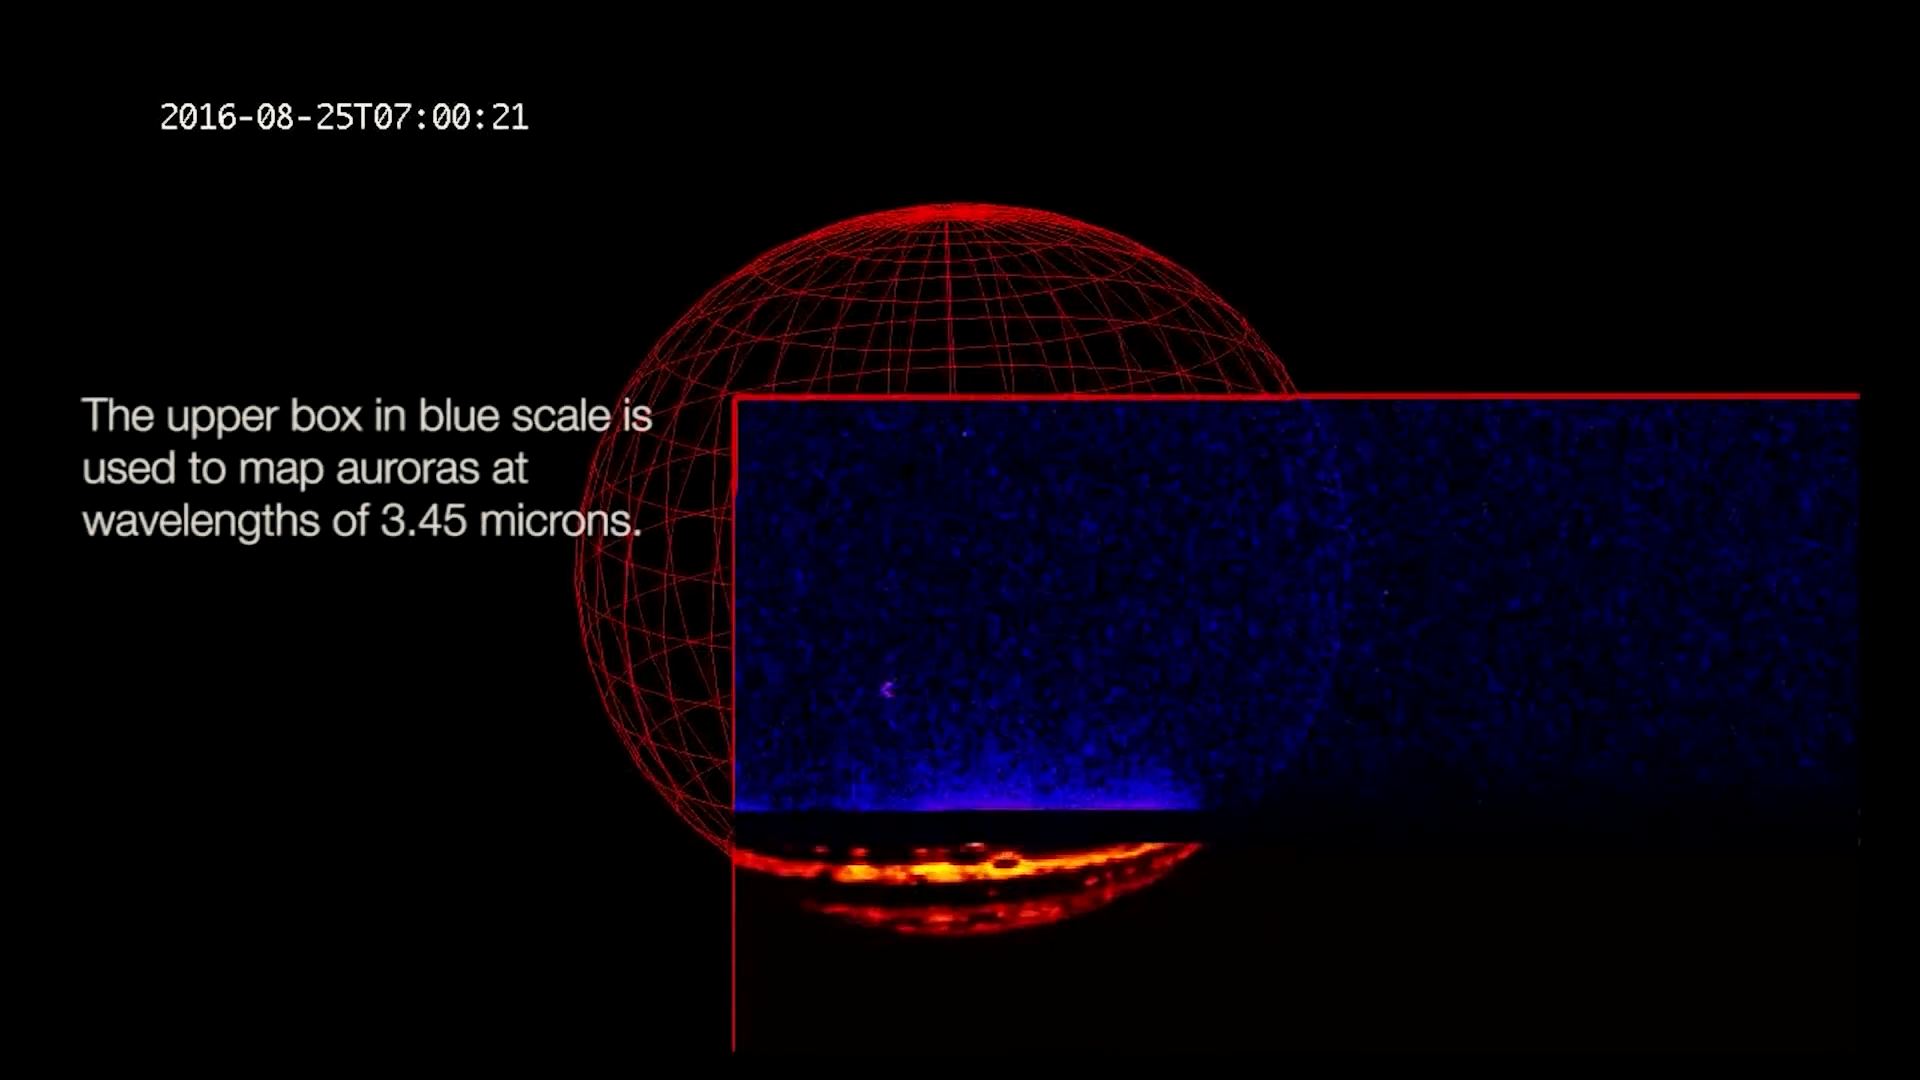 2016-08-25T07:00:21
The upper box in blue scale is
used to map auroras at
wavelengths of 3.45 microns.